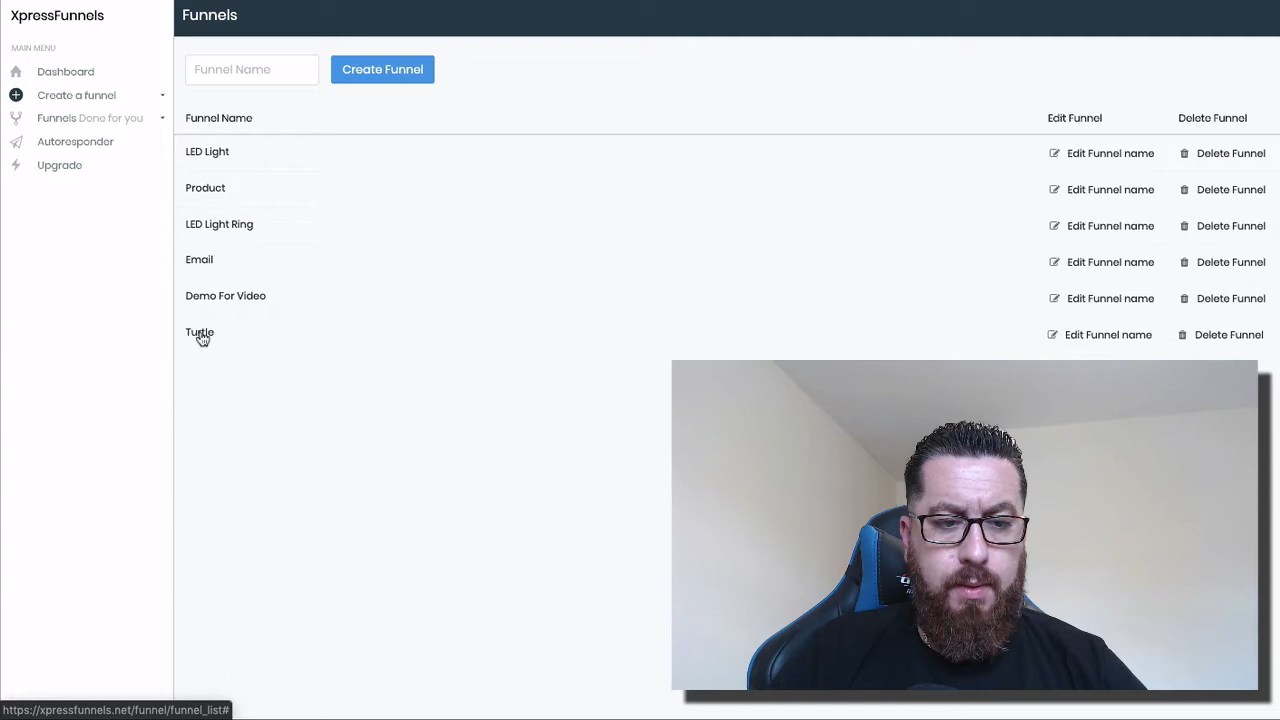 XpressFunnels
Funnels
MAIN MENU
Dashboard
Create a funnel
Funnels Done for you
Autoresponder
Upgrade
Funnel Name
Create Funnel
Funnel Name Edit Funnel Delete Funnel
LED Light Edit Funnel name Delete Funnel
Product Edit Funnel name Delete Funnel
LED Light Ring Edit Funnel name Delete Funnel
Email Edit Funnel name Delete Funnel
Demo For Video Edit Funnel name Delete Funnel
Turtle Edit Funnel name Delete Funnel
https://xpressfunnels.net/funnel/funnel_list#